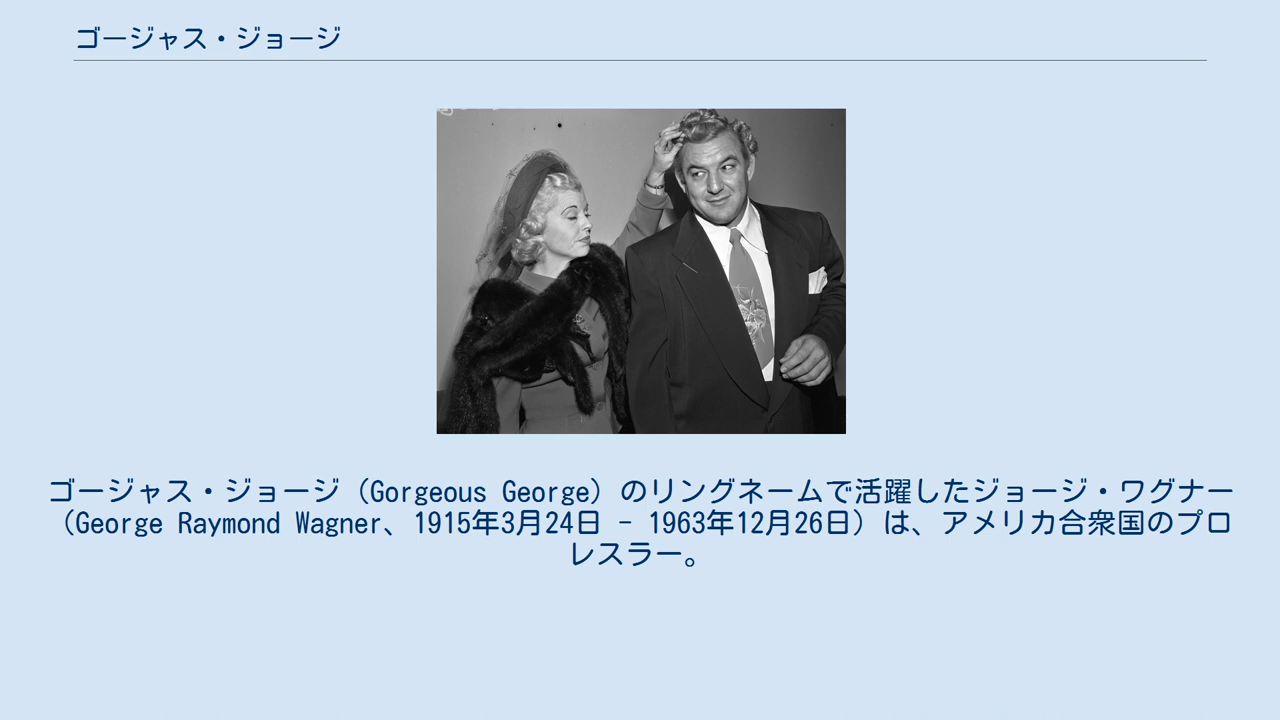 ゴージャス・ジョージ
ゴージャス・ジョージ（Gorgeous George）のリングネームで活躍したジョージ・ワグナー
（George Raymond Wagner、1915年3月24日 - 1963年12月26日）は、アメリカ合衆国のプロ
レスラー。